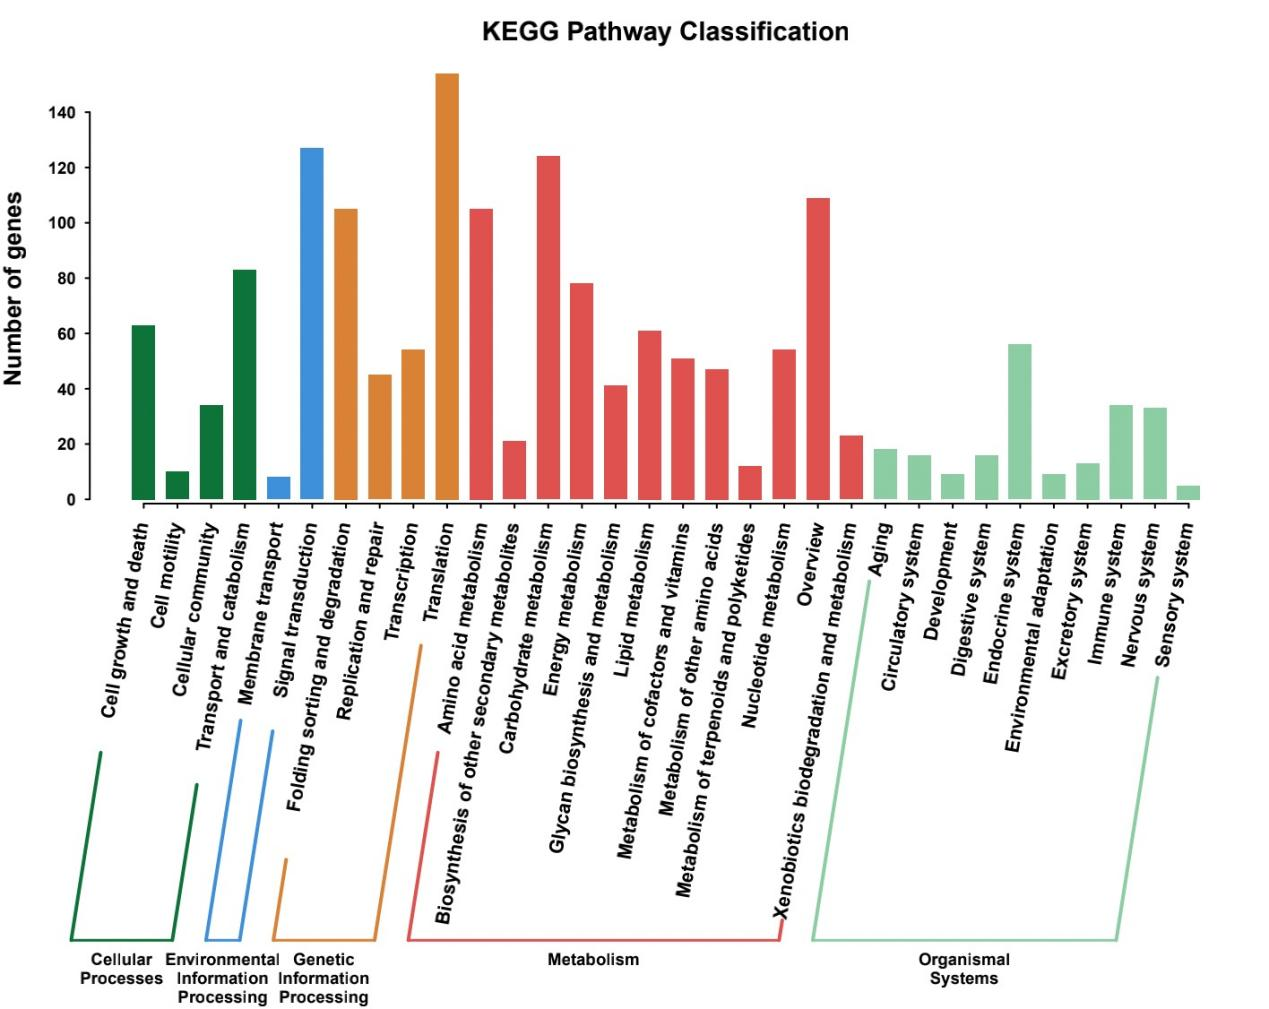 KEGG Pathway Classification
Number of genes
140
120
100
80
60
40
20
0
Cell growth and death
Cell motility
Cellular community
Transport and catabolism
Membrane transport
Signal transduction
Folding sorting and degradation
Replication and repair
Transcription
Translation
Amino acid metabolism
Biosynthesis of other secondary metabolites
Carbohydrate metabolism
Energy metabolism
Glycan biosynthesis and metabolism
Lipid metabolism
Metabolism of cofactors and vitamins
Metabolism of other amino acids
Metabolism of terpenoids and polyketides
Nucleotide metabolism
Overview
Xenobiotics biodegradation and metabolism
Aging
Circulatory system
Development
Digestive system
Endocrine system
Environmental adaptation
Excretory system
Immune system
Nervous system
Sensory system
Cellular
Processes
Environmental
Information
Processing
Genetic
Information
Processing
Metabolism
Organismal
Systems